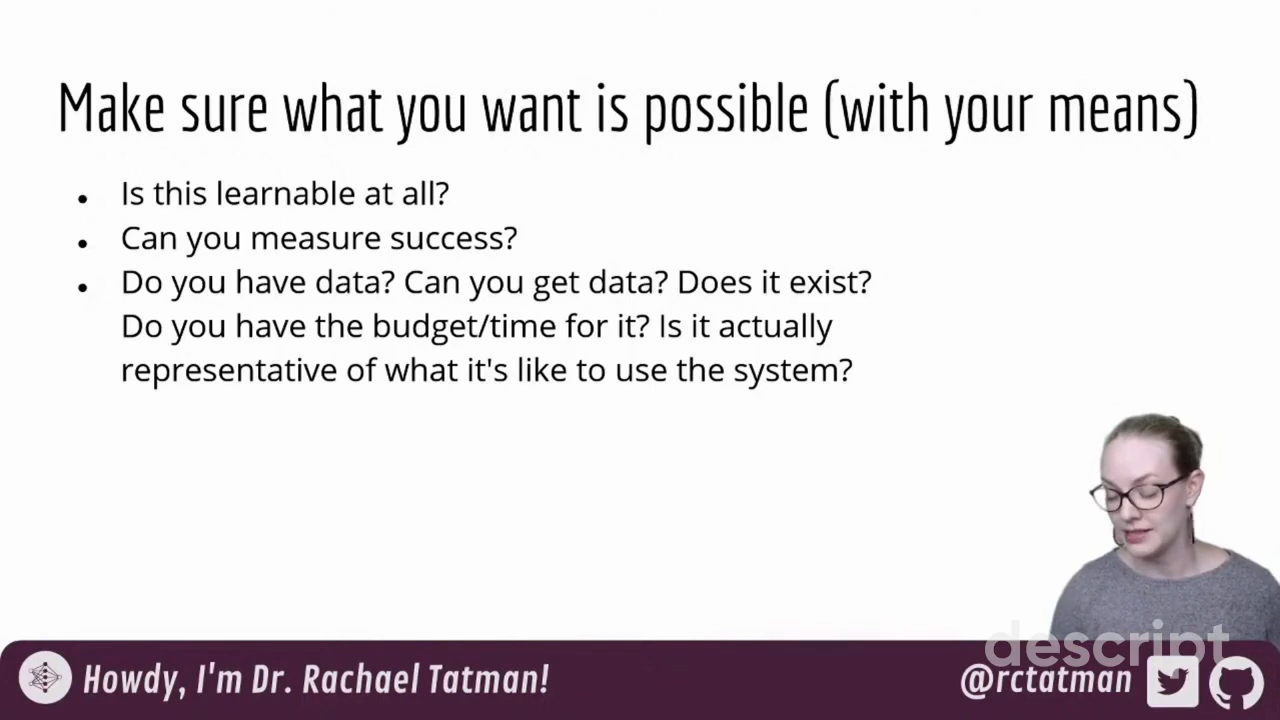 Make sure what you want is possible (with your means)
Is this learnable at all?
Can you measure success?
Do you have data? Can you get data? Does it exist?
Do you have the budget/time for it? Is it actually
representative of what it's like to use the system?
descript
Howdy, I'm Dr. Rachael Tatman!
@rctatman